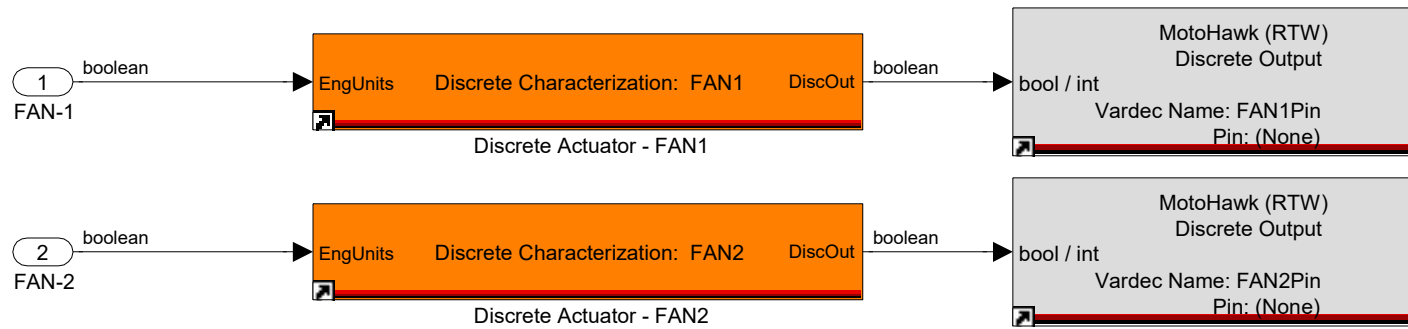 1
boolean
FAN-1
EngUnits
Discrete Characterization:  FAN1
DiscOut
Discrete Actuator - FAN1
boolean
MotoHawk (RTW)
Discrete Output
bool / int
Vardec Name: FAN1Pin
Pin: (None)
2
boolean
FAN-2
EngUnits
Discrete Characterization:  FAN2
DiscOut
Discrete Actuator - FAN2
boolean
MotoHawk (RTW)
Discrete Output
bool / int
Vardec Name: FAN2Pin
Pin: (None)